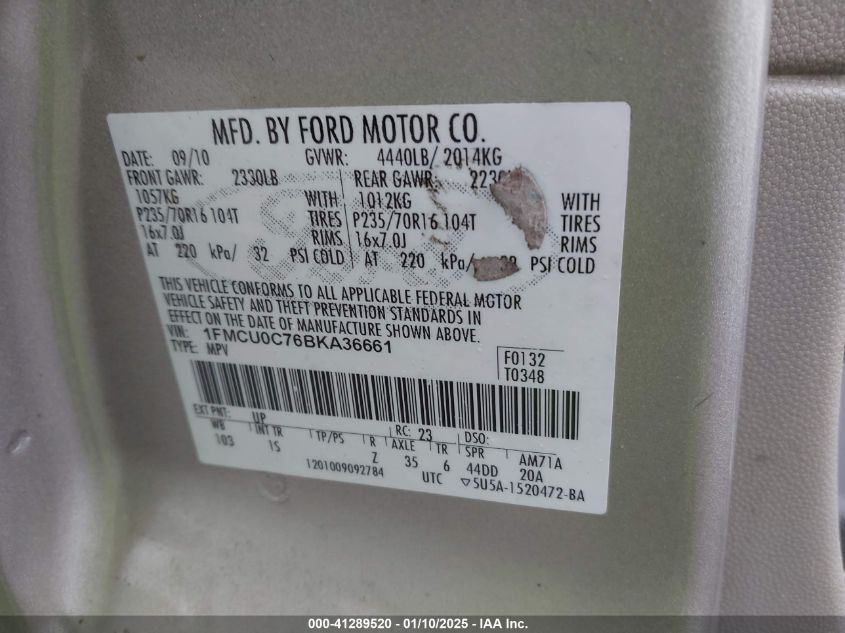 MFD. BY FORD MOTOR CO.
DATE: 09/10 GVWR: 4440LB/ 2014KG
FRONT GAWR: 2330LB REAR GAWR: 223
1057KG WITH 1012KG WITH
P235/70R16 104T TIRES P235/70R16 104T TIRES
16x7.0J RIMS 16x7.0J RIMS
AT 220 kPa/ 32 PSI COLD AT 220 kPa/ PSI COLD
THIS VEHICLE CONFORMS TO ALL APPLICABLE FEDERAL MOTOR
VEHICLE SAFETY AND THEFT PREVENTION STANDARDS IN
EFFECT ON THE DATE OF MANUFACTURE SHOWN ABOVE.
VIN: 1FMCU0C76BKA36661
TYPE: MPV
F0132
T0348
EXT PNT: UP RC: 23 DSO:
WB INT TR TP/PS R AXLE TR SPR AM71A
103 1S Z 35 6 44DD 20A
1201009092784 UTC ▽5U5A-1520472-BA
000-41289520 - 01/10/2025 - IAA Inc.